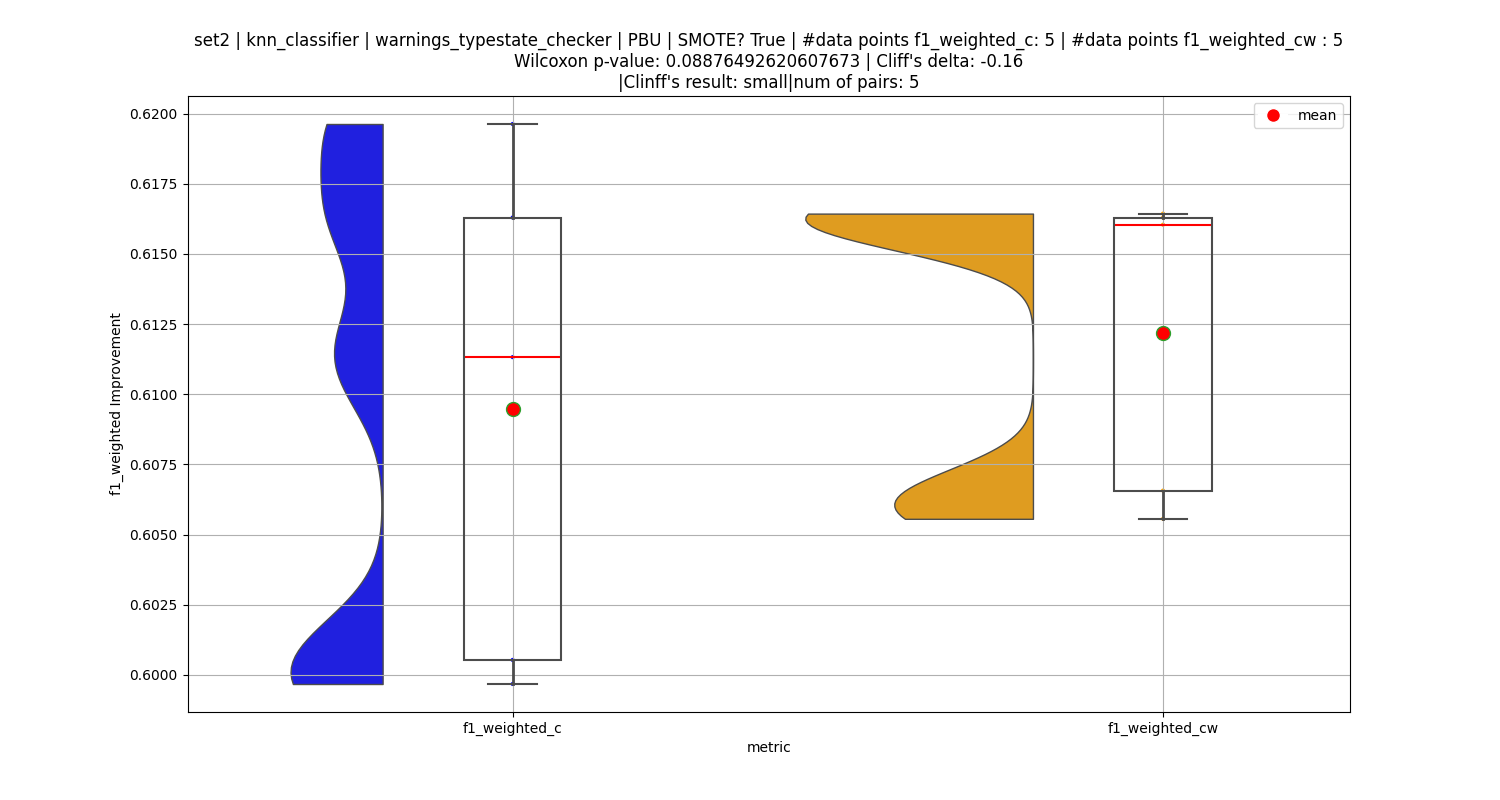 set2 | knn_classifier | warnings_typestate_checker | PBU | SMOTE? True | #data points f1_weighted_c: 5 | #data points f1_weighted_cw : 5
Wilcoxon p-value: 0.08876492620607673 | Cliff's delta: -0.16
|Clinff's result: small|num of pairs: 5
mean
0.6200
0.6175
0.6150
0.6125
0.6100
0.6075
0.6050
0.6025
0.6000
f1_weighted Improvement
f1_weighted_c
f1_weighted_cw
metric